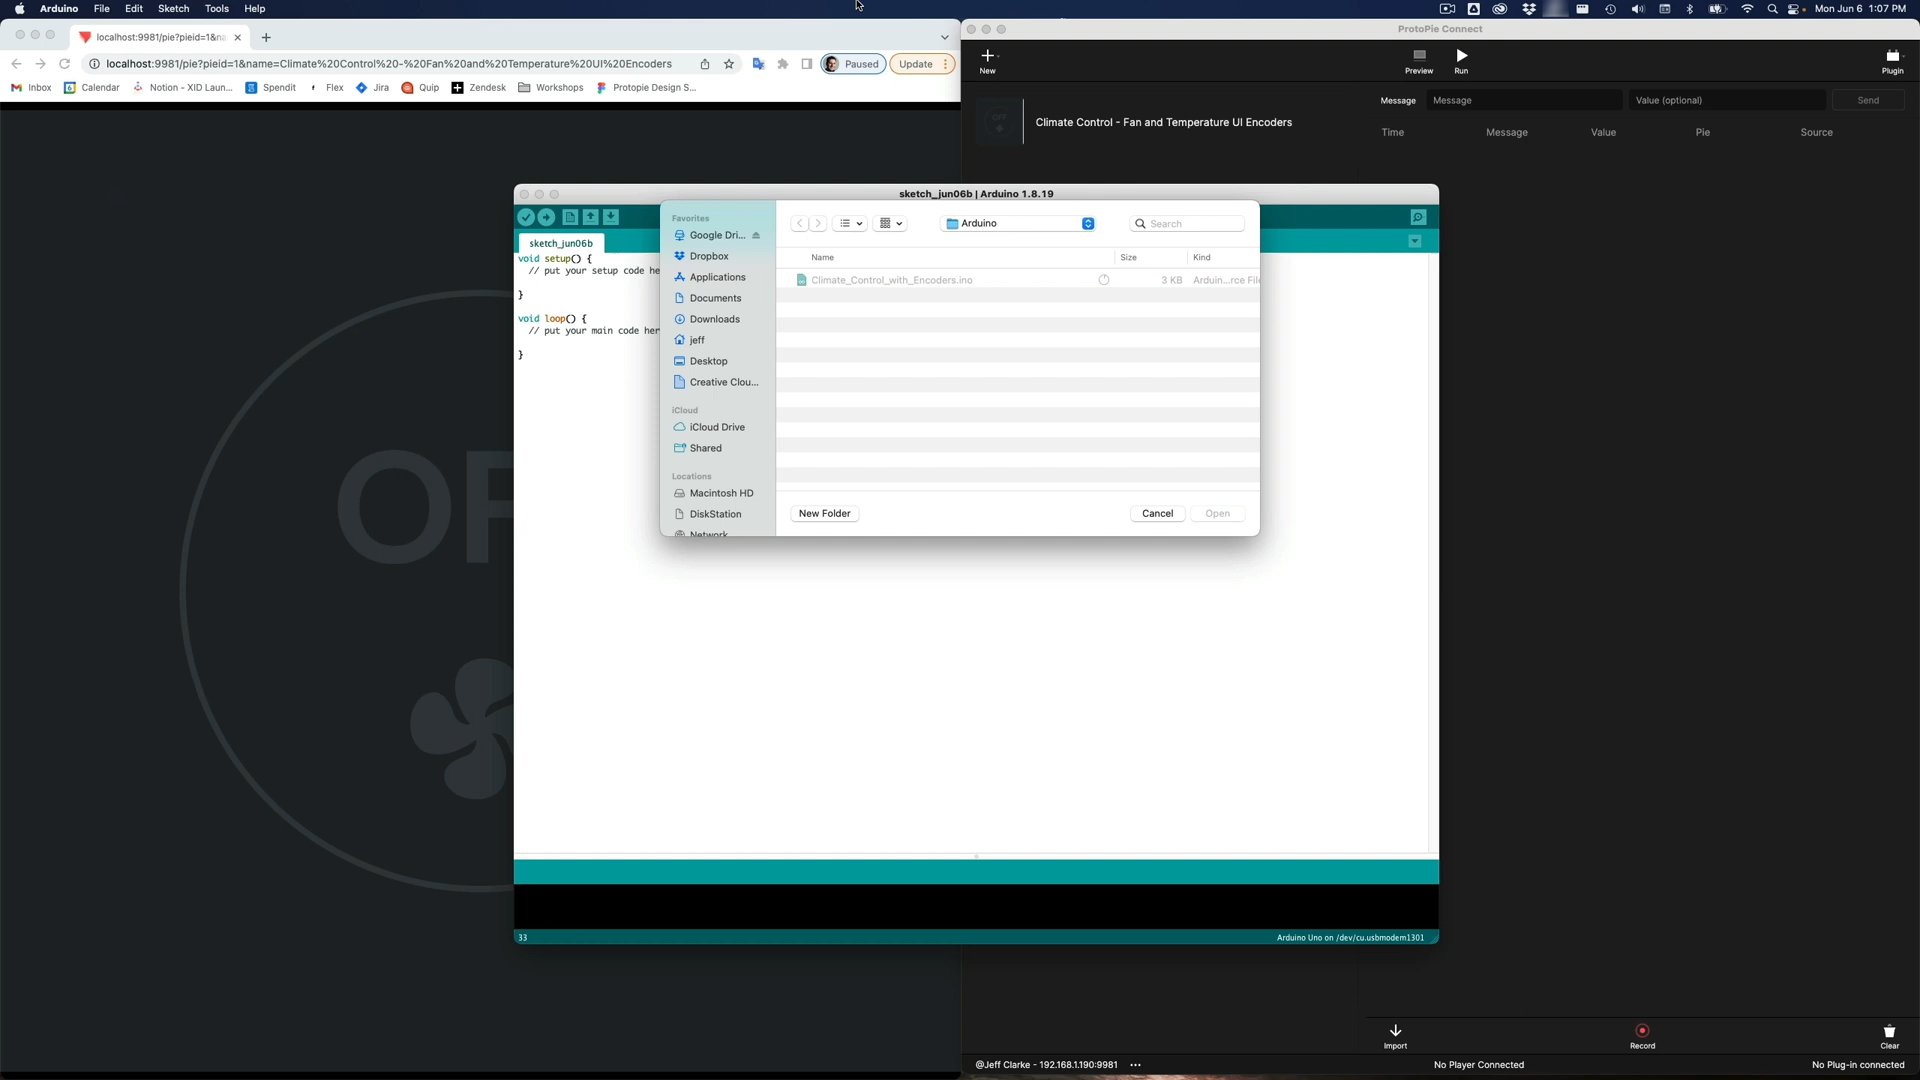 Arduino File Edit Sketch Tools Help
Mon Jun 6 1:07 PM
localhost:9981/pie?pieid=1&na
localhost:9981/pie?pieid=1&name=Climate%20Control%20-%20Fan%20and%20Temperature%20UI%20Encoders
Paused Update
Inbox Calendar Notion - XID Laun... Spendit Flex Jira Quip Zendesk Workshops Protopie Design S...
ProtoPie Connect
New Preview Run Plugin
Message Message Value (optional) Send
OFF Climate Control - Fan and Temperature UI Encoders
Time Message Value Pie Source
sketch_jun06b | Arduino 1.8.19
sketch_jun06b
void setup() {
// put your setup code he
}
void loop() {
// put your main code her
}
Favorites
Google Dri...
Dropbox
Applications
Documents
Downloads
jeff
Desktop
Creative Clou...
iCloud
iCloud Drive
Shared
Locations
Macintosh HD
DiskStation
Network
Arduino Search
Name Size Kind
Climate_Control_with_Encoders.ino 3 KB Arduin...rce File
New Folder Cancel Open
33 Arduino Uno on /dev/cu.usbmodem1301
Import Record Clear
@Jeff Clarke - 192.168.1.190:9981 ••• No Player Connected No Plug-in connected